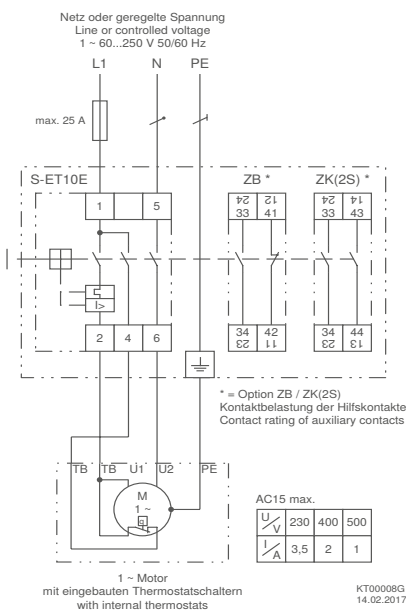 Netz oder geregelte Spannung
Line or controlled voltage
1 ~ 60...250 V 50/60 Hz
L1 N PE
max. 25 A
S-ET10E ZB * ZK(2S) *
1 5
24 12 24 14
33 41 33 43
I>
2 4 6
34 42 34 44
23 11 23 13
* = Option ZB / ZK(2S)
Kontaktbelastung der Hilfskontakte
Contact rating of auxiliary contacts
TB TB U1 U2 PE
M
1 ~
AC15 max.
U/V 230 400 500
I/A 3,5 2 1
1 ~ Motor
mit eingebauten Thermostatschaltern
with internal thermostats
KT00008G
14.02.2017